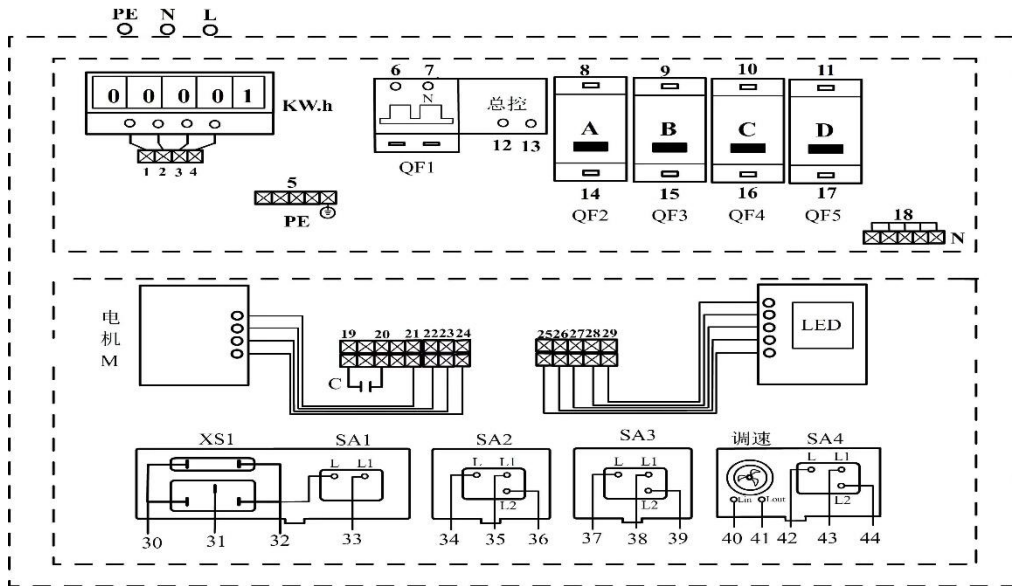 PE N L
0 0 0 0 1 KW.h
1 2 3 4
5
PE
6 7
N
总控
12 13
QF1
8 9 10 11
A B C D
14 15 16 17
QF2 QF3 QF4 QF5
18
N
电机 M
19 20 21 22 23 24
C
25 26 27 28 29
LED
XS1 SA1 SA2 SA3 调速 SA4
L L1 L L1 L L1 L L1
L2 L2 L2
Lin Lout
30 31 32 33 34 35 36 37 38 39 40 41 42 43 44